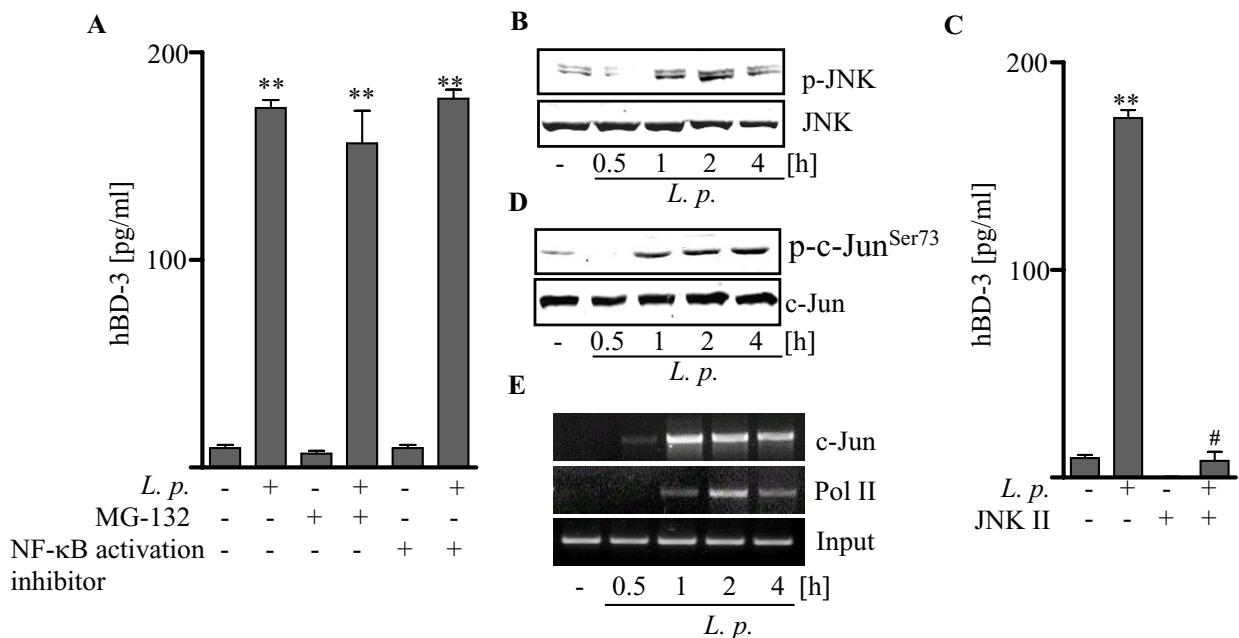 A
200
100
hBD-3 [pg/ml]
** ** **
L. p. - + - + - +
MG-132 - - + + - -
NF-κB activation - - - - + +
inhibitor
B
p-JNK
JNK
- 0.5 1 2 4 [h]
L. p.
C
200
100
hBD-3 [pg/ml]
**
#
L. p. - + - +
JNK II - - + +
D
p-c-Jun^Ser73
c-Jun
- 0.5 1 2 4 [h]
L. p.
E
c-Jun
Pol II
Input
- 0.5 1 2 4 [h]
L. p.